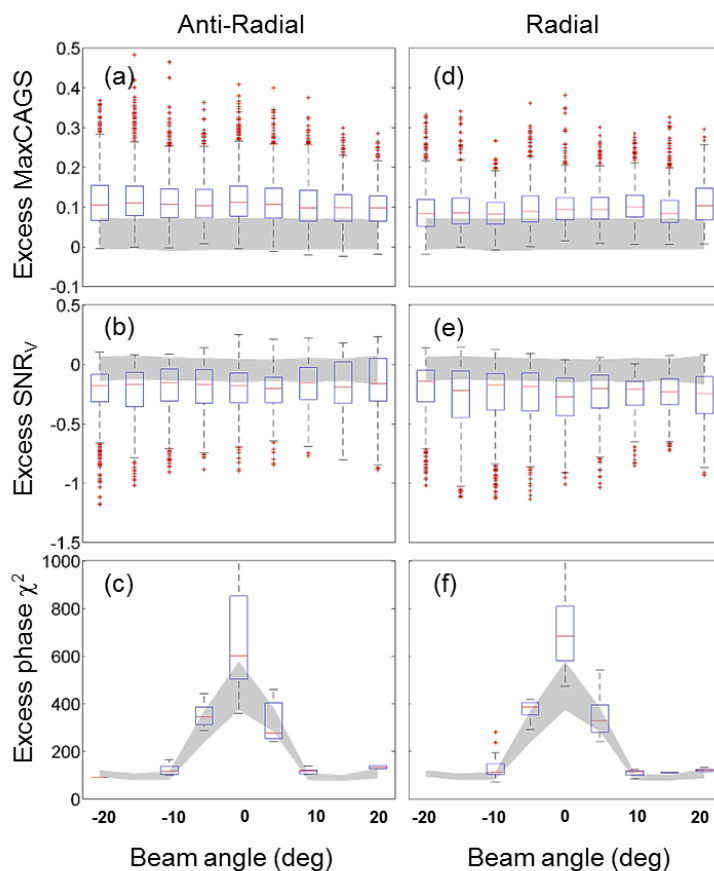 Anti-Radial
Radial
Excess MaxCAGS
0.5
0.4
0.3
0.2
0.1
0
-0.1
(a)
(d)
Excess SNRV
0.5
0
-0.5
-1
-1.5
(b)
(e)
Excess phase χ2
1000
800
600
400
200
0
(c)
(f)
-20 -10 0 10 20
-20 -10 0 10 20
Beam angle (deg)
Beam angle (deg)